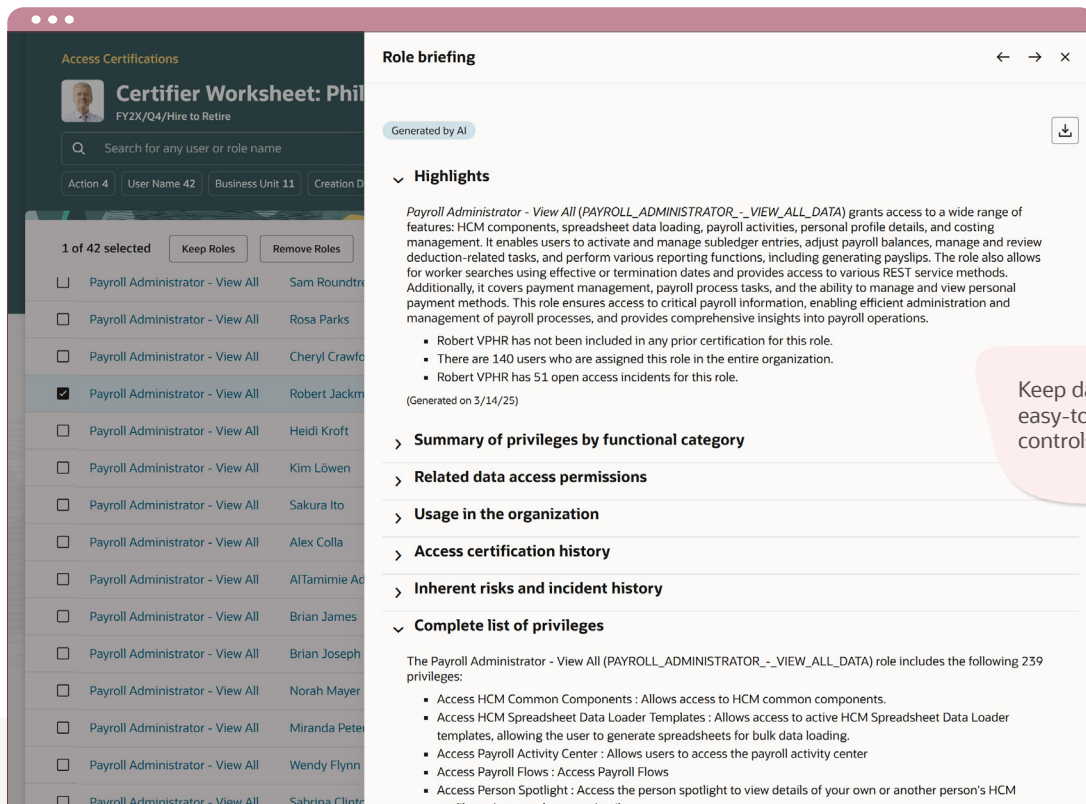 Access Certifications
Certifier Worksheet: Phil
FY2X/Q4/Hire to Retire
Search for any user or role name
Action 4
User Name 42
Business Unit 11
Creation D
1 of 42 selected
Keep Roles
Remove Roles
Payroll Administrator - View All Sam Roundtre
Payroll Administrator - View All Rosa Parks
Payroll Administrator - View All Cheryl Crawfo
Payroll Administrator - View All Robert Jackm
Payroll Administrator - View All Heidi Kroft
Payroll Administrator - View All Kim Löwen
Payroll Administrator - View All Sakura Ito
Payroll Administrator - View All Alex Colla
Payroll Administrator - View All AlTamimie Ad
Payroll Administrator - View All Brian James
Payroll Administrator - View All Brian Joseph
Payroll Administrator - View All Norah Mayer
Payroll Administrator - View All Miranda Peter
Payroll Administrator - View All Wendy Flynn
Payroll Administrator - View All Sabrina Clinto
Role briefing
Generated by AI
Highlights
Payroll Administrator - View All (PAYROLL_ADMINISTRATOR_-_VIEW_ALL_DATA) grants access to a wide range of
features: HCM components, spreadsheet data loading, payroll activities, personal profile details, and costing
management. It enables users to activate and manage subledger entries, adjust payroll balances, manage and review
deduction-related tasks, and perform various reporting functions, including generating payslips. The role also allows
for worker searches using effective or termination dates and provides access to various REST service methods.
Additionally, it covers payment management, payroll process tasks, and the ability to manage and view personal
payment methods. This role ensures access to critical payroll information, enabling efficient administration and
management of payroll processes, and provides comprehensive insights into payroll operations.
▪ Robert VPHR has not been included in any prior certification for this role.
▪ There are 140 users who are assigned this role in the entire organization.
▪ Robert VPHR has 51 open access incidents for this role.
(Generated on 3/14/25)
Summary of privileges by functional category
Related data access permissions
Usage in the organization
Access certification history
Inherent risks and incident history
Complete list of privileges
The Payroll Administrator - View All (PAYROLL_ADMINISTRATOR_-_VIEW_ALL_DATA) role includes the following 239
privileges:
▪ Access HCM Common Components : Allows access to HCM common components.
▪ Access HCM Spreadsheet Data Loader Templates : Allows access to active HCM Spreadsheet Data Loader
templates, allowing the user to generate spreadsheets for bulk data loading.
▪ Access Payroll Activity Center : Allows users to access the payroll activity center
▪ Access Payroll Flows : Access Payroll Flows
▪ Access Person Spotlight : Access the person spotlight to view details of your own or another person's HCM
Keep da
easy-to
controls